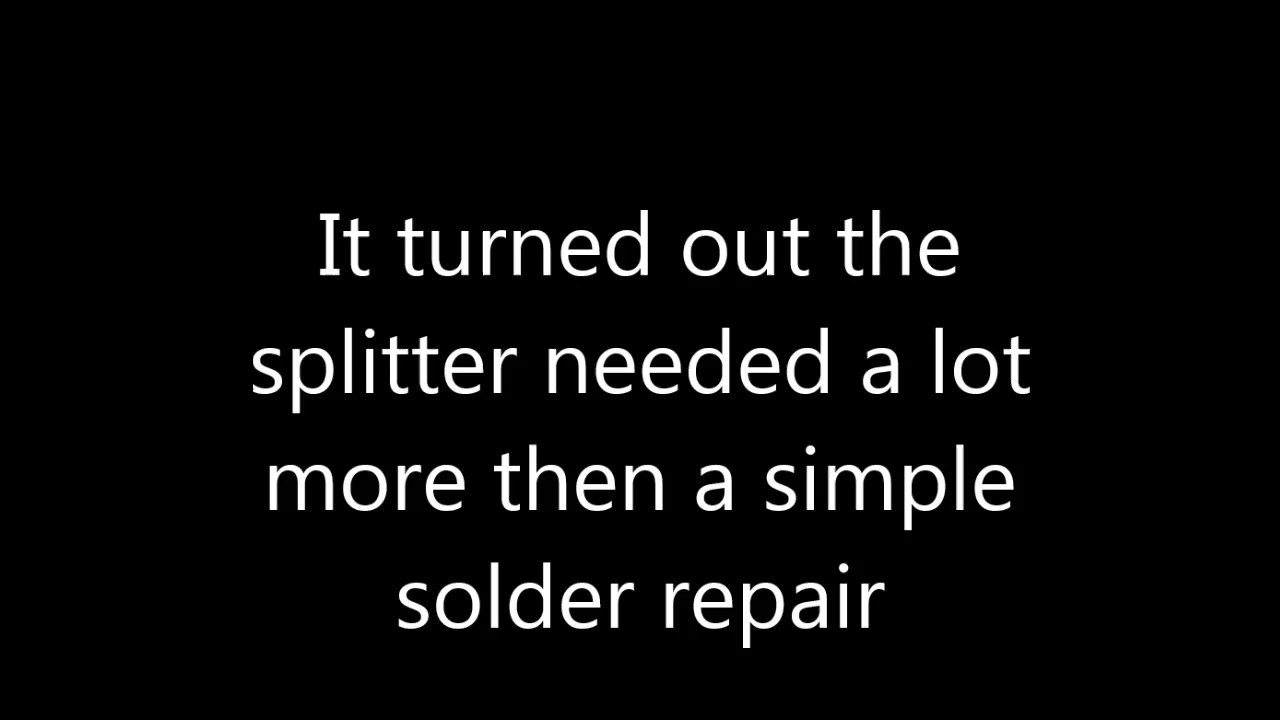 It turned out the
splitter needed a lot
more then a simple
solder repair